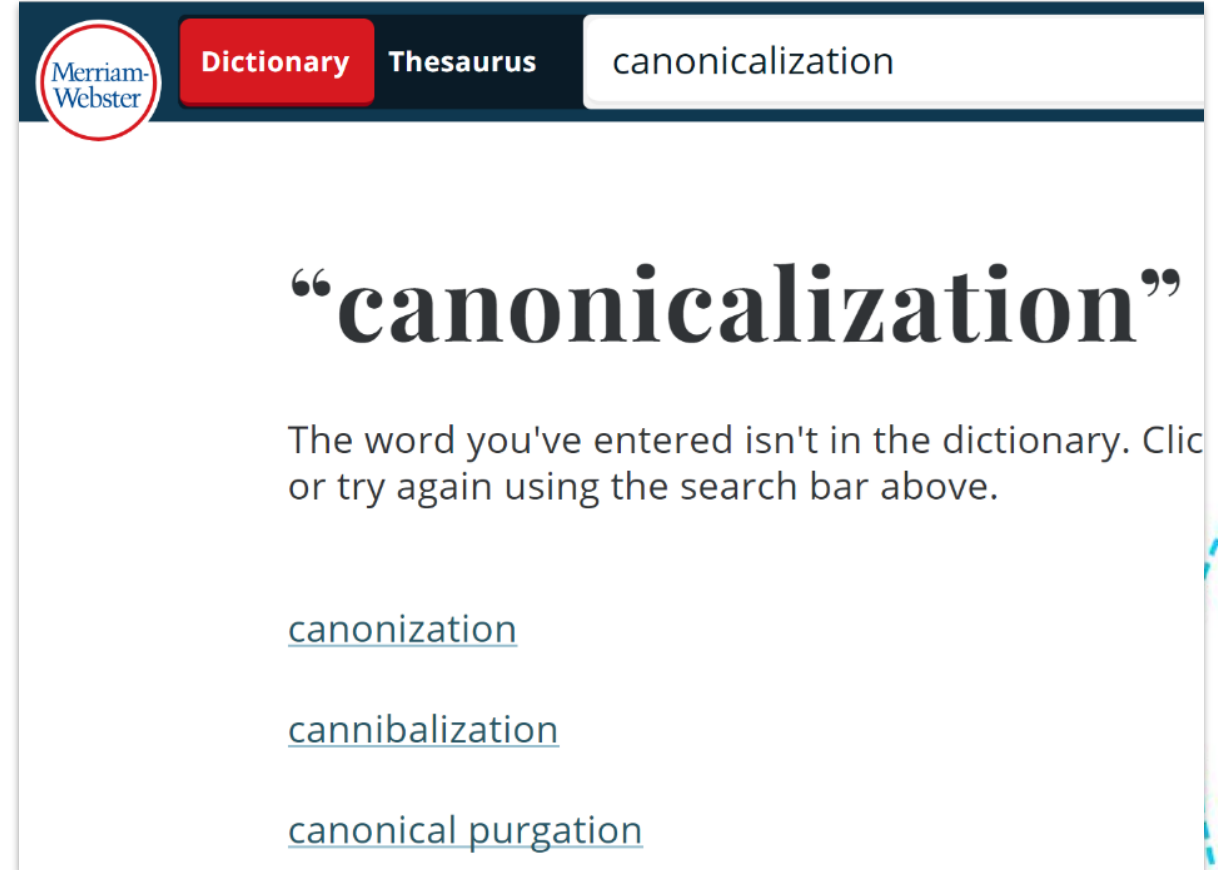 Merriam-
Webster
Dictionary Thesaurus canonicalization
“canonicalization”
The word you've entered isn't in the dictionary. Clic
or try again using the search bar above.
canonization
cannibalization
canonical purgation